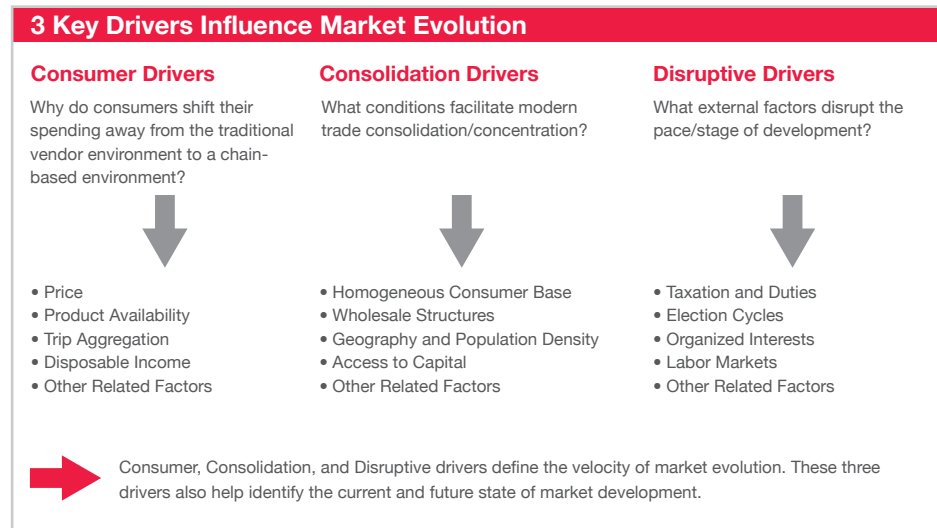 3 Key Drivers Influence Market Evolution
Consumer Drivers
Why do consumers shift their
spending away from the traditional
vendor environment to a chain-
based environment?
• Price
• Product Availability
• Trip Aggregation
• Disposable Income
• Other Related Factors
Consolidation Drivers
What conditions facilitate modern
trade consolidation/concentration?
• Homogeneous Consumer Base
• Wholesale Structures
• Geography and Population Density
• Access to Capital
• Other Related Factors
Disruptive Drivers
What external factors disrupt the
pace/stage of development?
• Taxation and Duties
• Election Cycles
• Organized Interests
• Labor Markets
• Other Related Factors
Consumer, Consolidation, and Disruptive drivers define the velocity of market evolution. These three
drivers also help identify the current and future state of market development.